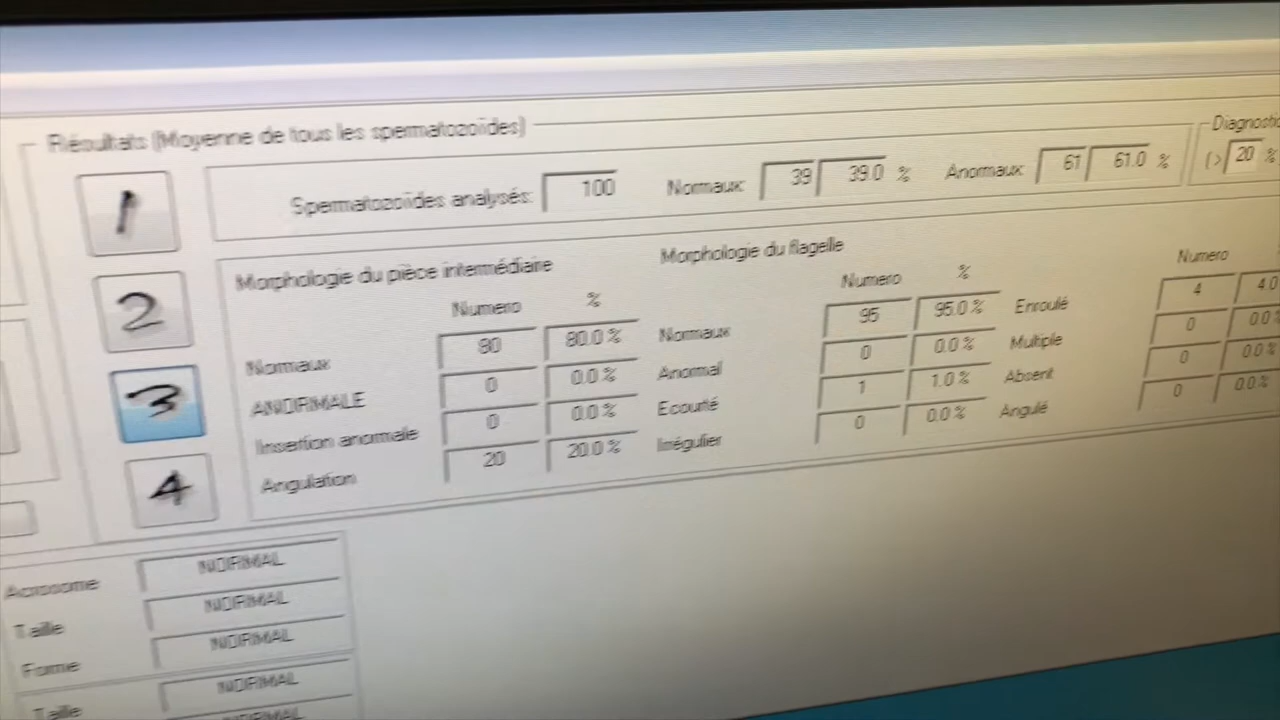 Résultats (Moyenne de tous les spermatozoïdes)
Diagnostic
1
Spermatozoïdes analysés: 100 Normaux: 39 39.0 % Anormaux: 61 61.0 % (> 20 %
2
Morphologie du pièce intermédiaire Morphologie du flagelle
Numero % Numero % Numero
Normaux 80 80.0 % Normaux 95 95.0 % Enroulé 4 4.0
3
ANORMALE 0 0.0 % Anormal 0 0.0 % Multiple 0 0.0
Insertion anormale 0 0.0 % Ecourté 1 1.0 % Absent 0 0.0 %
4
Angulation 20 20.0 % Irrégulier 0 0.0 % Angulé 0 0.0 %
Acrosome NORMAL
Taille NORMAL
Forme NORMAL
Taille NORMAL
NORMAL